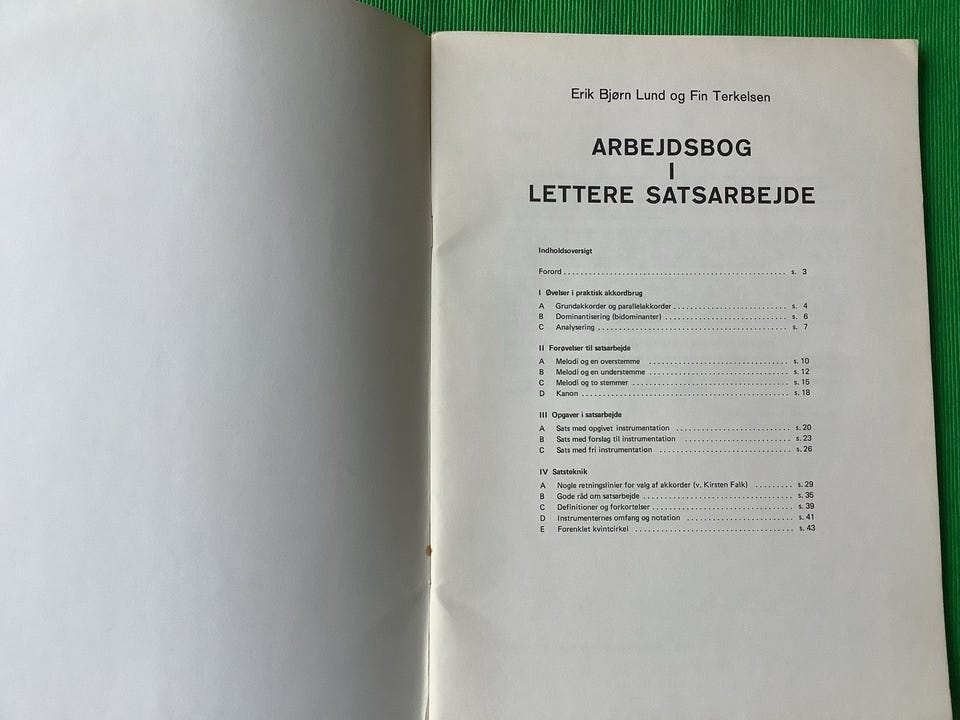 Erik Bjørn Lund og Fin Terkelsen
ARBEJDSBOG
I
LETTERE SATSARBEJDE
Indholdsoversigt
Forord . . . . . . . . . . . . . . . . . . . . s. 3
I Øvelser i praktisk akkordbrug
A Grundakkorder og parallelakkorder . . . . . . . . . . s. 4
B Dominantisering (bidominanter) . . . . . . . . . . s. 6
C Analysering . . . . . . . . . . s. 7
II Forøvelser til satsarbejde
A Melodi og en overstemme . . . . . . . . . . s. 10
B Melodi og en understemme . . . . . . . . . . s. 12
C Melodi og to stemmer . . . . . . . . . . s. 15
D Kanon . . . . . . . . . . s. 18
III Opgaver i satsarbejde
A Sats med opgivet instrumentation . . . . . . . . . . s. 20
B Sats med forslag til instrumentation . . . . . . . . . . s. 23
C Sats med fri instrumentation . . . . . . . . . . s. 26
IV Satsteknik
A Nogle retningslinier for valg af akkorder (v. Kirsten Falk) . . . . . . . . . s. 29
B Gode råd om satsarbejde . . . . . . . . . . s. 35
C Definitioner og forkortelser . . . . . . . . . . s. 39
D Instrumenternes omfang og notation . . . . . . . . . . s. 41
E Forenklet kvintcirkel . . . . . . . . . . s. 43